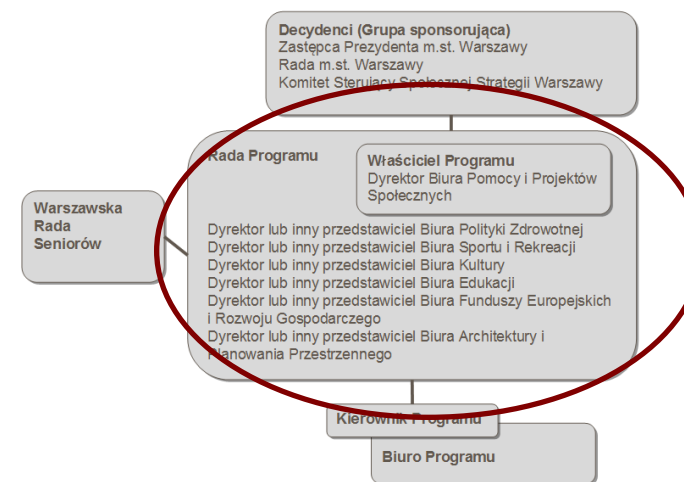 Decydenci (Grupa sponsorująca)
Zastępca Prezydenta m.st. Warszawy
Rada m.st. Warszawy
Komitet Sterujący Społecznej Strategii Warszawy
Rada Programu
Właściciel Programu
Dyrektor Biura Pomocy i Projektów
Społecznych
Warszawska
Rada
Seniorów
Dyrektor lub inny przedstawiciel Biura Polityki Zdrowotnej
Dyrektor lub inny przedstawiciel Biura Sportu i Rekreacji
Dyrektor lub inny przedstawiciel Biura Kultury
Dyrektor lub inny przedstawiciel Biura Edukacji
Dyrektor lub inny przedstawiciel Biura Funduszy Europejskich
i Rozwoju Gospodarczego
Dyrektor lub inny przedstawiciel Biura Architektury i
Planowania Przestrzennego
Kierownik Programu
Biuro Programu